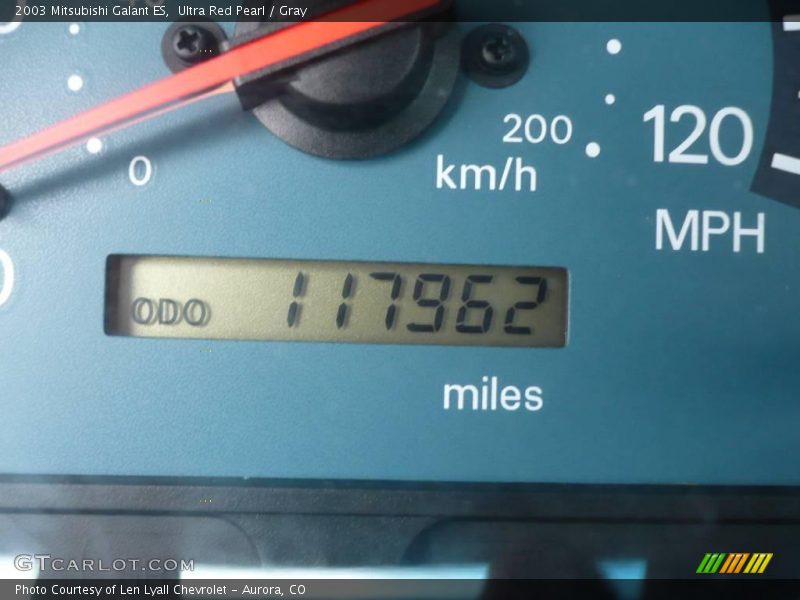 2003 Mitsubishi Galant ES,  Ultra Red Pearl / Gray
0
200
km/h
120
MPH
0
ODO 117962
miles
GTCARLOT.COM
Photo Courtesy of Len Lyall Chevrolet - Aurora, CO